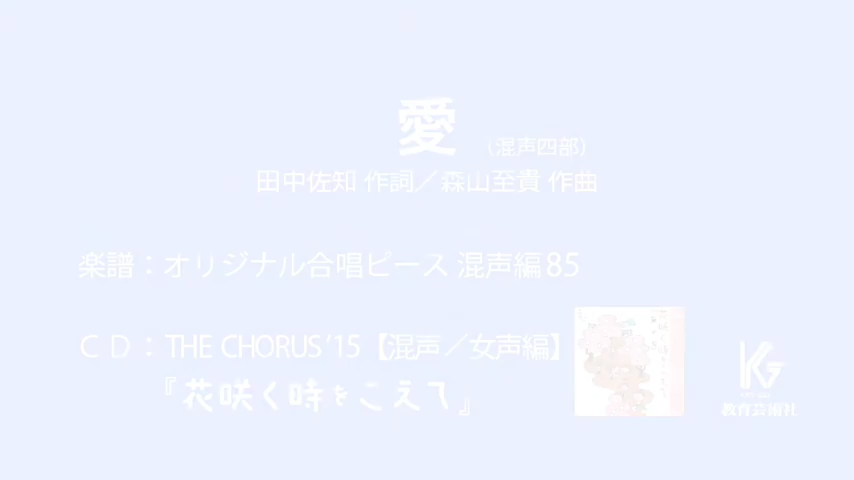 愛 （混声四部）
田中佐知 作詞／森山至貴 作曲
楽譜：オリジナル合唱ピース 混声編 85
ＣＤ：THE CHORUS '15【混声／女声編】
『花咲く時をこえて』
教育芸術社